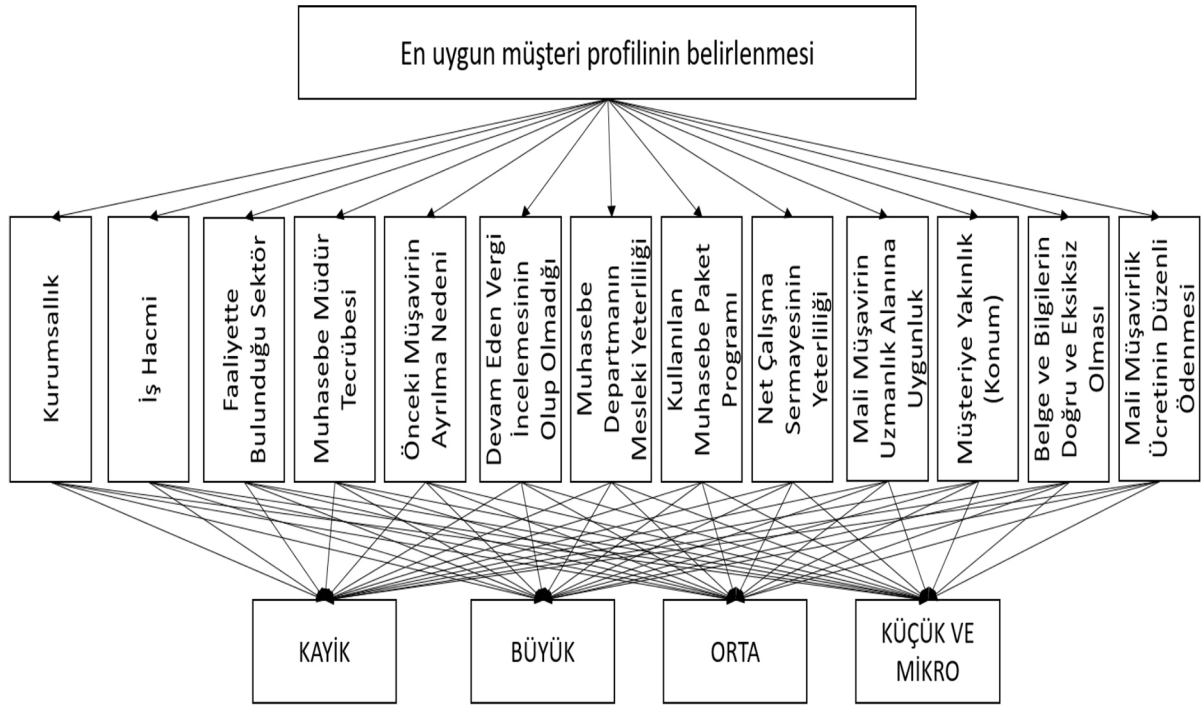 En uygun müşteri profilinin belirlenmesi
Kurumsallık
İş Hacmi
Faaliyette
Bulunduğu Sektör
Muhasebe Müdür
Tecrübesi
Önceki Müşavirin
Ayrılma Nedeni
Devam Eden Vergi
İncelemesinin
Olup Olmadığı
Muhasebe
Departmanın
Mesleki Yeterliliği
Kullanılan
Muhasebe Paket
Programı
Net Çalışma
Sermayesinin
Yeterliliği
Mali Müşavirin
Uzmanlık Alanına
Uygunluk
Müşteriye Yakınlık
(Konum)
Belge ve Bilgilerin
Doğru ve Eksiksiz
Olması
Mali Müşavirlik
Ücretinin Düzenli
Ödenmesi
KAYİK
BÜYÜK
ORTA
KÜÇÜK VE
MİKRO